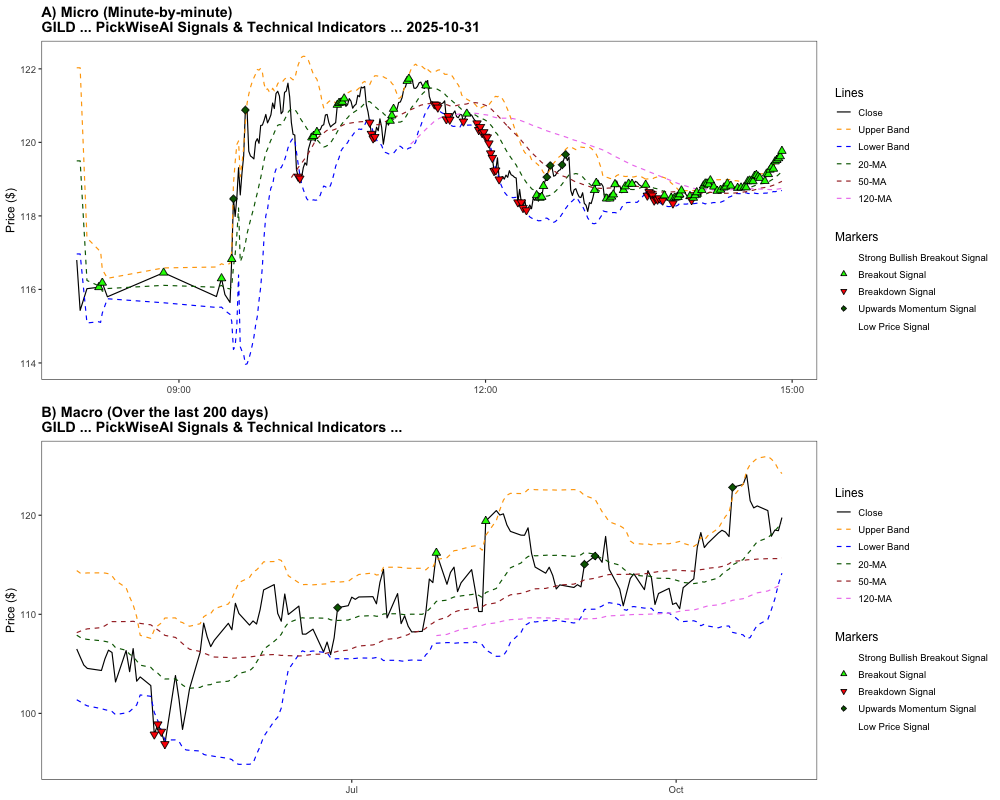 A) Micro (Minute-by-minute)
GILD ... PickWiseAI Signals & Technical Indicators ... 2025-10-31
Price ($)
122
120
118
116
114
09:00
12:00
15:00
Lines
Close
Upper Band
Lower Band
20-MA
50-MA
120-MA
Markers
Strong Bullish Breakout Signal
Breakout Signal
Breakdown Signal
Upwards Momentum Signal
Low Price Signal
B) Macro (Over the last 200 days)
GILD ... PickWiseAI Signals & Technical Indicators ...
Price ($)
120
110
100
Jul
Oct
Lines
Close
Upper Band
Lower Band
20-MA
50-MA
120-MA
Markers
Strong Bullish Breakout Signal
Breakout Signal
Breakdown Signal
Upwards Momentum Signal
Low Price Signal